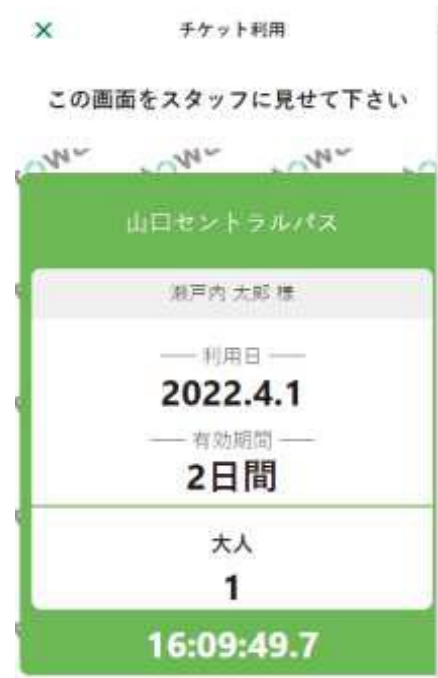 ×
チケット利用
この画面をスタッフに見せて下さい
山口セントラルパス
瀬戸内 太郎 様
利用日
2022.4.1
有効期間
2日間
大人
1
16:09:49.7